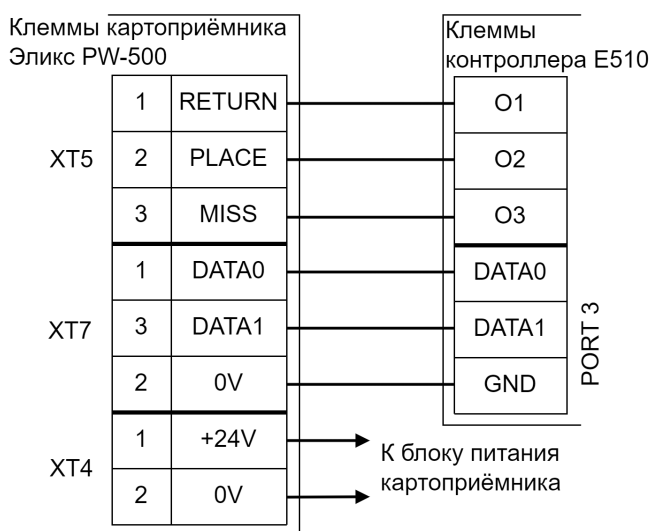 Клеммы картоприёмника
Эликс PW-500
Клеммы
контроллера E510
XT5
1 RETURN O1
2 PLACE O2
3 MISS O3
XT7
1 DATA0 DATA0
3 DATA1 DATA1
2 0V GND
PORT 3
XT4
1 +24V
2 0V
К блоку питания
картоприёмника